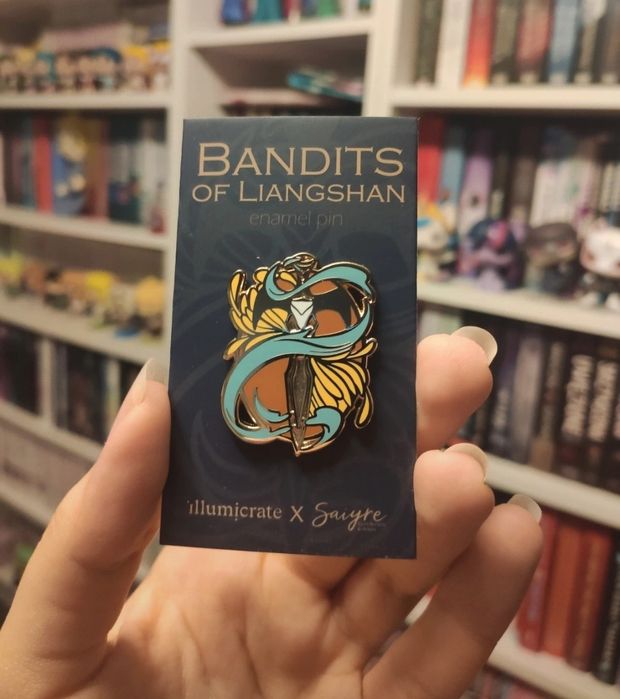 BANDITS
OF LIANGSHAN
enamel pin
illumicrate X Saiyre